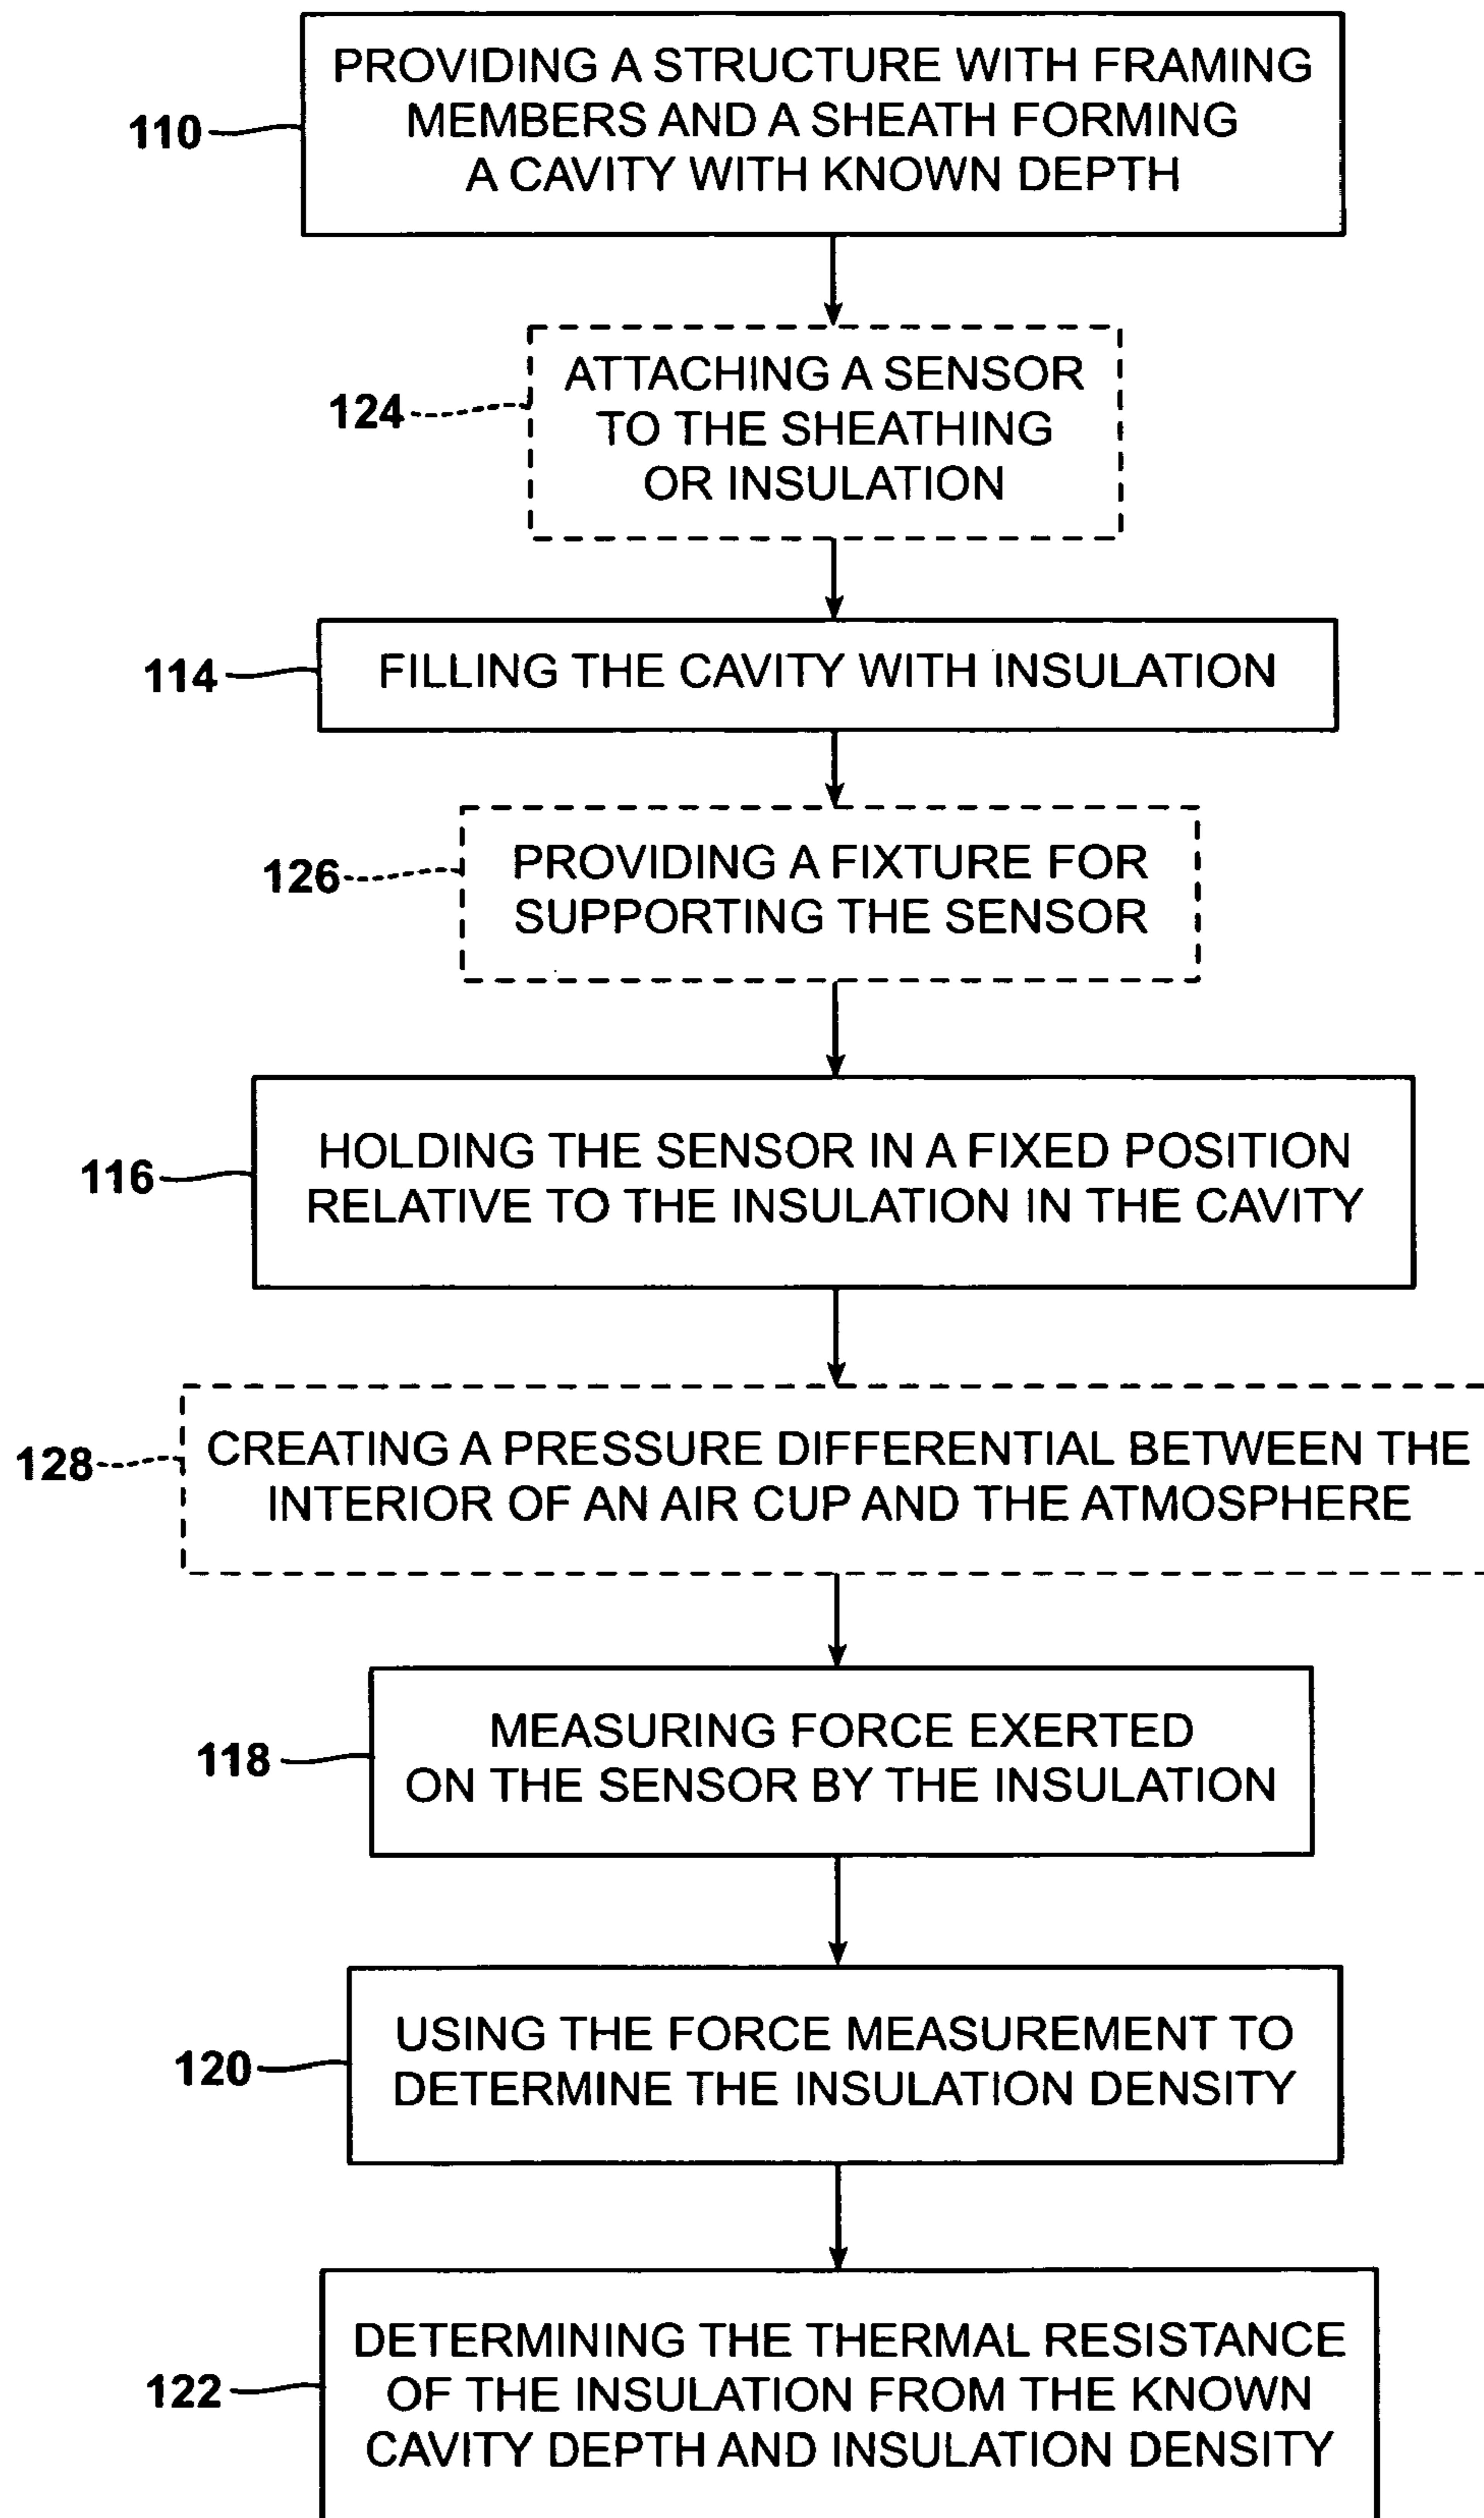 110
PROVIDING A STRUCTURE WITH FRAMING
MEMBERS AND A SHEATH FORMING
A CAVITY WITH KNOWN DEPTH
124
ATTACHING A SENSOR
TO THE SHEATHING
OR INSULATION
114
FILLING THE CAVITY WITH INSULATION
126
PROVIDING A FIXTURE FOR
SUPPORTING THE SENSOR
116
HOLDING THE SENSOR IN A FIXED POSITION
RELATIVE TO THE INSULATION IN THE CAVITY
128
CREATING A PRESSURE DIFFERENTIAL BETWEEN THE
INTERIOR OF AN AIR CUP AND THE ATMOSPHERE
118
MEASURING FORCE EXERTED
ON THE SENSOR BY THE INSULATION
120
USING THE FORCE MEASUREMENT TO
DETERMINE THE INSULATION DENSITY
122
DETERMINING THE THERMAL RESISTANCE
OF THE INSULATION FROM THE KNOWN
CAVITY DEPTH AND INSULATION DENSITY